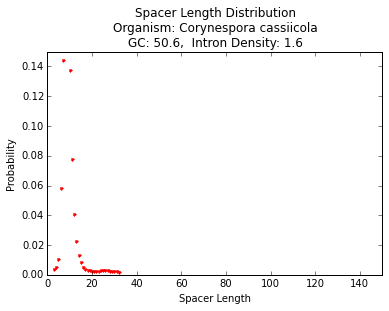 Spacer Length Distribution
Organism: Corynespora cassiicola
GC: 50.6,  Intron Density: 1.6
0.14
0.12
0.10
0.08
0.06
0.04
0.02
0.00
Probability
0 20 40 60 80 100 120 140
Spacer Length